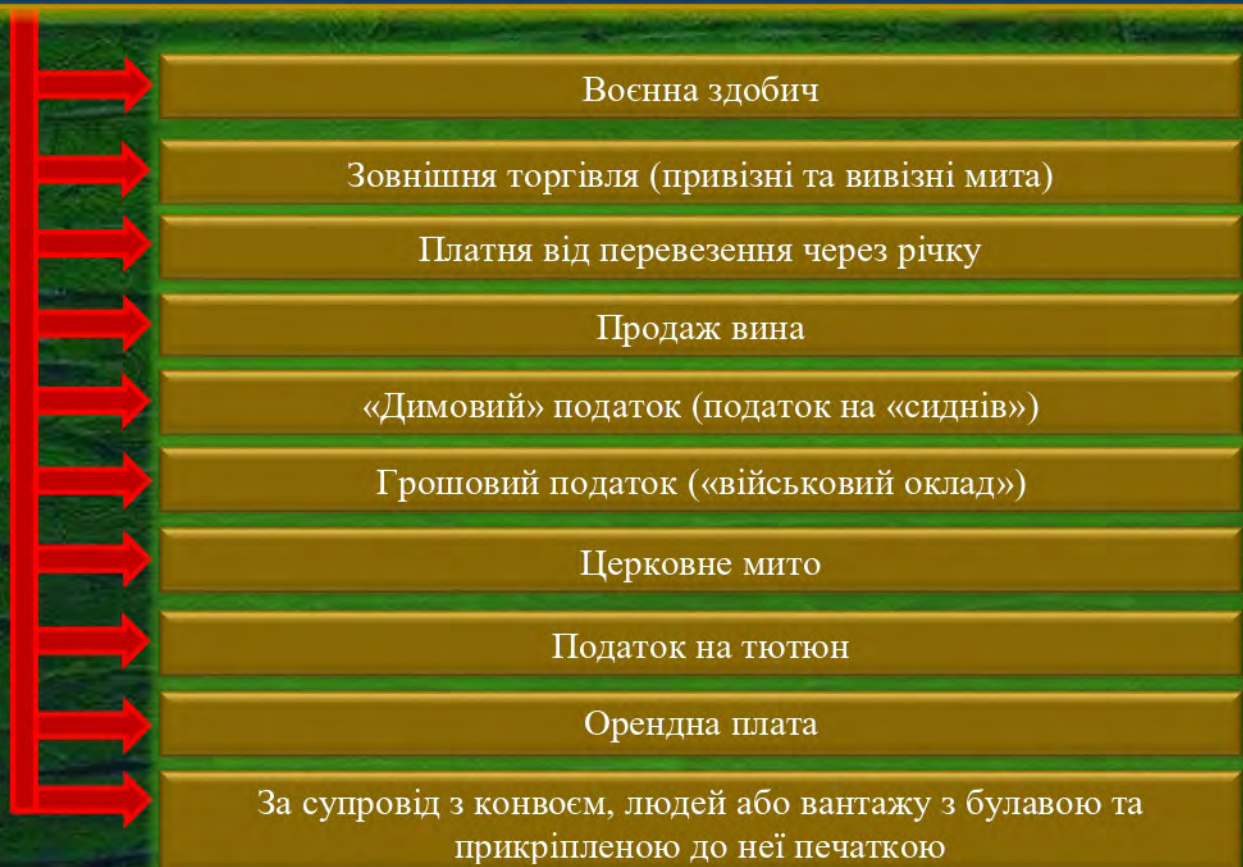 Воєнна здобич
Зовнішня торгівля (привізні та вивізні мита)
Платня від перевезення через річку
Продаж вина
«Димовий» податок (податок на «сиднів»)
Грошовий податок («військовий оклад»)
Церковне мито
Податок на тютюн
Орендна плата
За супровід з конвоєм, людей або вантажу з булавою та
прикріпленою до неї печаткою